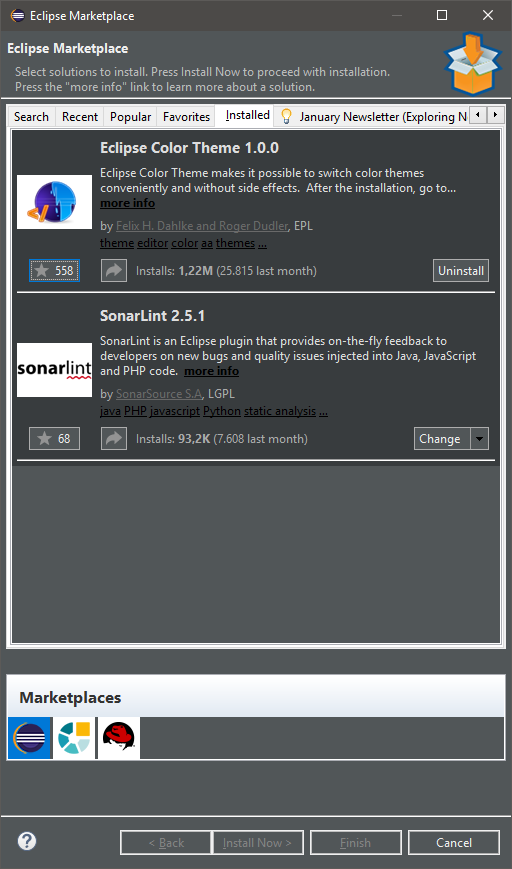 Eclipse Marketplace
Eclipse Marketplace
Select solutions to install. Press Install Now to proceed with installation.
Press the "more info" link to learn more about a solution.
Search Recent Popular Favorites Installed January Newsletter (Exploring N
Eclipse Color Theme 1.0.0
Eclipse Color Theme makes it possible to switch color themes
conveniently and without side effects. After the installation, go to...
more info
by Felix H. Dahlke and Roger Dudler, EPL
theme editor color aa themes ...
558 Installs: 1,22M (25.815 last month) Uninstall
SonarLint 2.5.1
sonarlint
SonarLint is an Eclipse plugin that provides on-the-fly feedback to
developers on new bugs and quality issues injected into Java, JavaScript
and PHP code. more info
by SonarSource S.A, LGPL
java PHP javascript Python static analysis ...
68 Installs: 93,2K (7.608 last month) Change
Marketplaces
? < Back Install Now > Finish Cancel